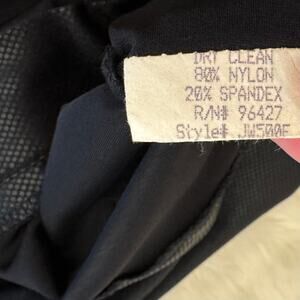 DRY CLEAN
80% NYLON
20% SPANDEX
R/N# 96427
Style# JW500F